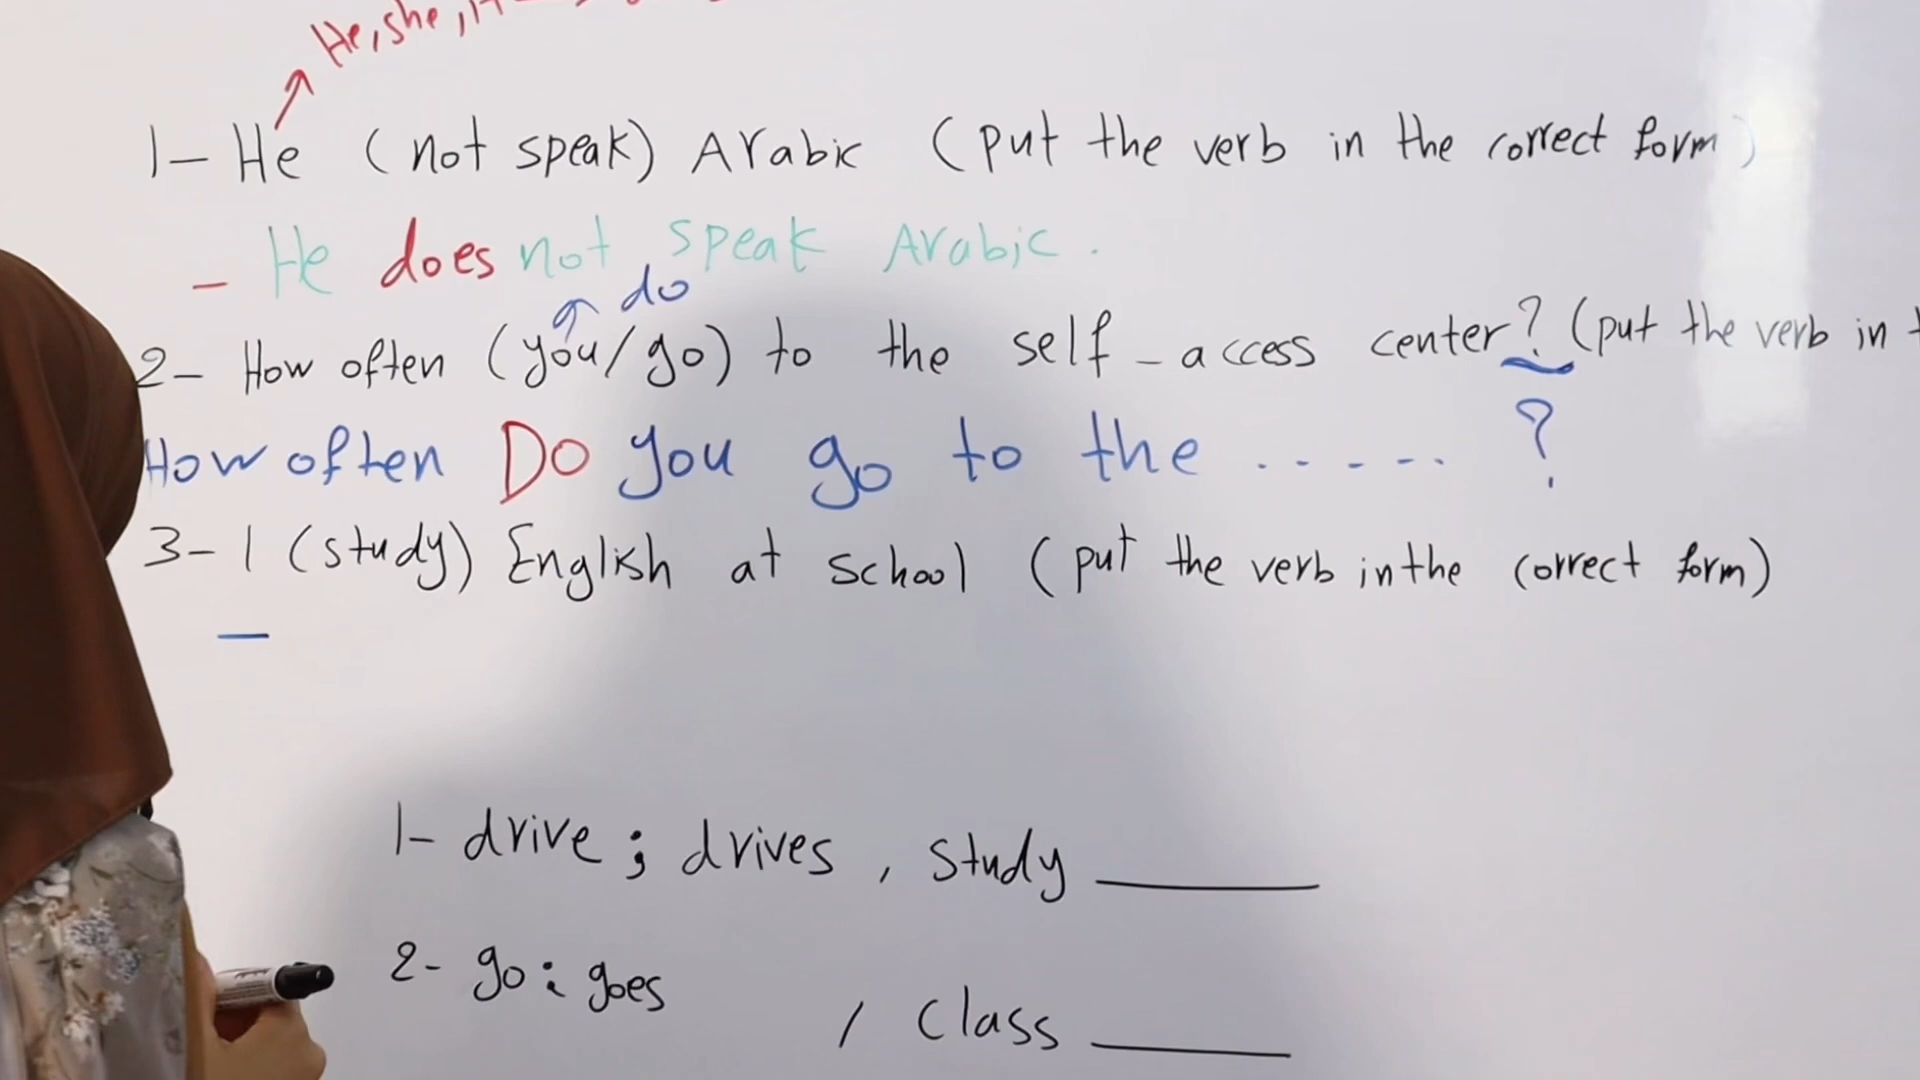 He, she, it
1- He (not speak) Arabic (put the verb in the correct form)
- He does not speak Arabic.
do
2- How often (you/go) to the self-access center? (put the verb in
How often Do you go to the ......?
3- I (study) English at school (put the verb in the correct form)
-
1- drive ; drives , study ______
2- go : goes / class ______